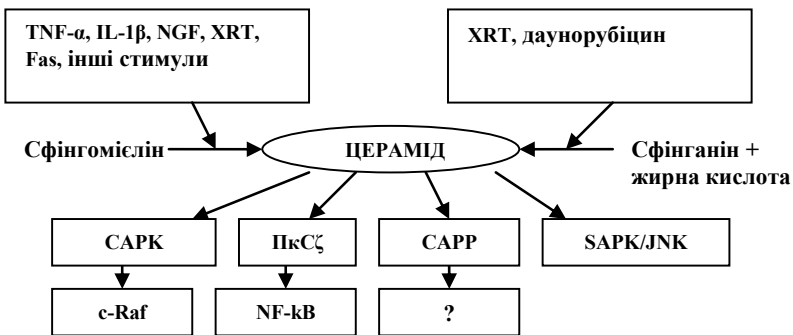 TNF-α, IL-1β, NGF, XRT,
Fas, інші стимули
XRT, даунорубіцин
Сфінгомієлін
ЦЕРАМІД
Сфінганін +
жирна кислота
CAPK
ПкСζ
CAPP
SAPK/JNK
c-Raf
NF-kB
?